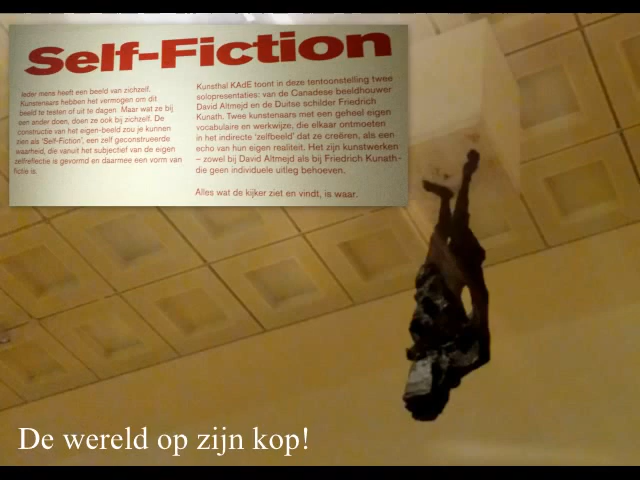 Self-Fiction
Ieder mens heeft een beeld van zichzelf.
Kunstenaars hebben het vermogen om dit
beeld te testen of uit te dagen. Maar wat ze bij
een ander doen, doen ze ook bij zichzelf. De
constructie van het eigen-beeld zou je kunnen
zien als 'Self-Fiction', een zelf geconstrueerde
waarheid, die vanuit het subjectief van de eigen
zelfreflectie is gevormd en daarmee een vorm van
fictie is.
Kunsthal KAdE toont in deze tentoonstelling twee
solopresentaties: van de Canadese beeldhouwer
David Altmejd en de Duitse schilder Friedrich
Kunath. Twee kunstenaars met een geheel eigen
vocabulaire en werkwijze, die elkaar ontmoeten
in het indirecte 'zelfbeeld' dat ze creëren, als een
echo van hun eigen realiteit. Het zijn kunstwerken
– zowel bij David Altmejd als bij Friedrich Kunath-
die geen individuele uitleg behoeven.
Alles wat de kijker ziet en vindt, is waar.
De wereld op zijn kop!